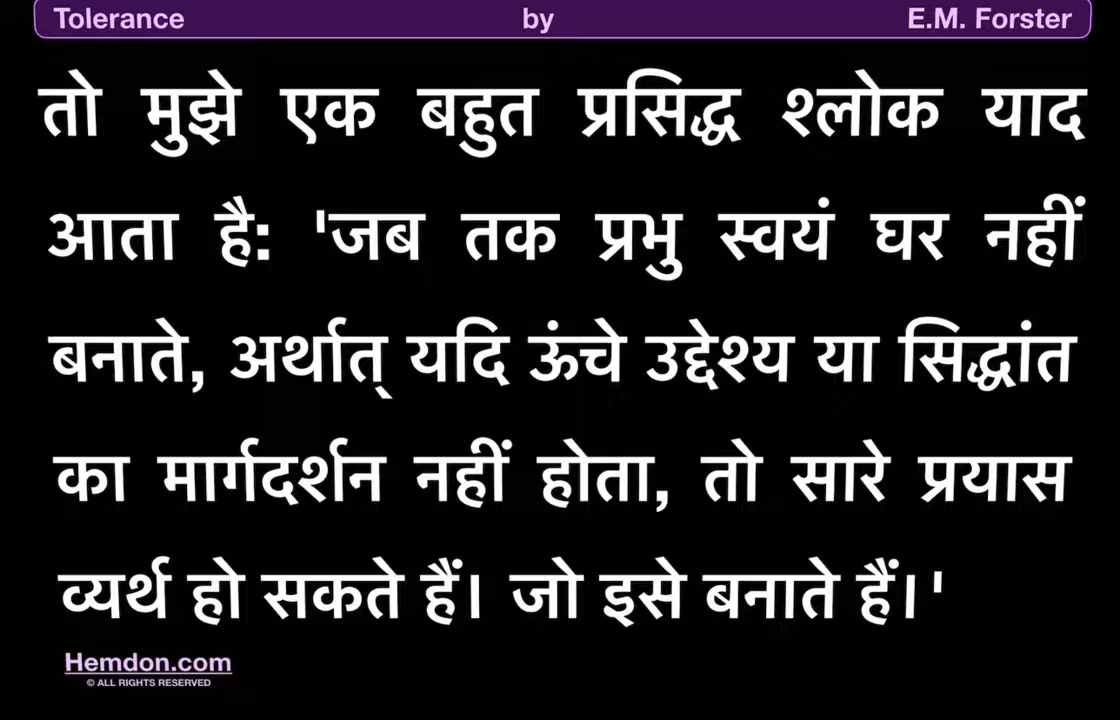 Tolerance by E.M. Forster
तो मुझे एक बहुत प्रसिद्ध श्लोक याद
आता है: 'जब तक प्रभु स्वयं घर नहीं
बनाते, अर्थात् यदि ऊंचे उद्देश्य या सिद्धांत
का मार्गदर्शन नहीं होता, तो सारे प्रयास
व्यर्थ हो सकते हैं। जो इसे बनाते हैं।'
Hemdon.com
© ALL RIGHTS RESERVED